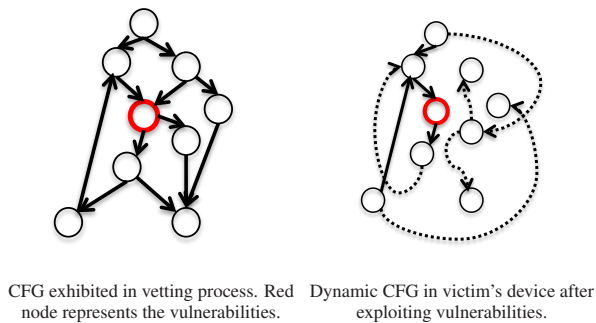 CFG exhibited in vetting process. Red
node represents the vulnerabilities.
Dynamic CFG in victim's device after
exploiting vulnerabilities.